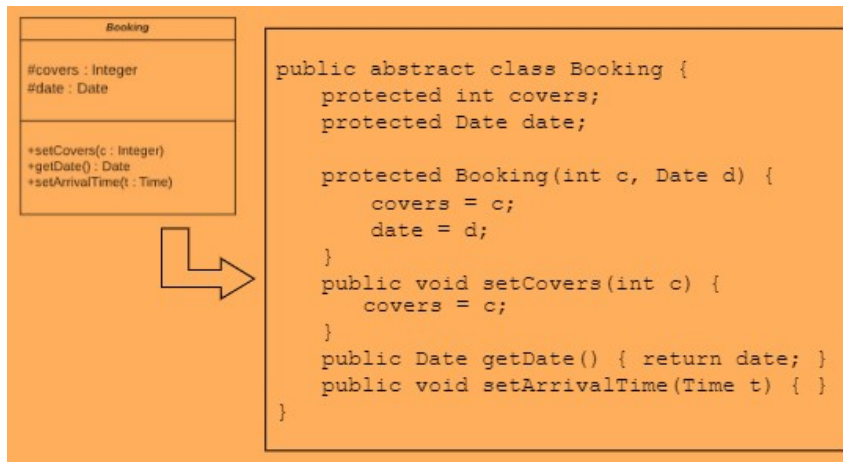 Booking
#covers : Integer
#date : Date
+setCovers(c : Integer)
+getDate() : Date
+setArrivalTime(t : Time)
public abstract class Booking {
protected int covers;
protected Date date;
protected Booking(int c, Date d) {
covers = c;
date = d;
}
public void setCovers(int c) {
covers = c;
}
public Date getDate() { return date; }
public void setArrivalTime(Time t) { }
}